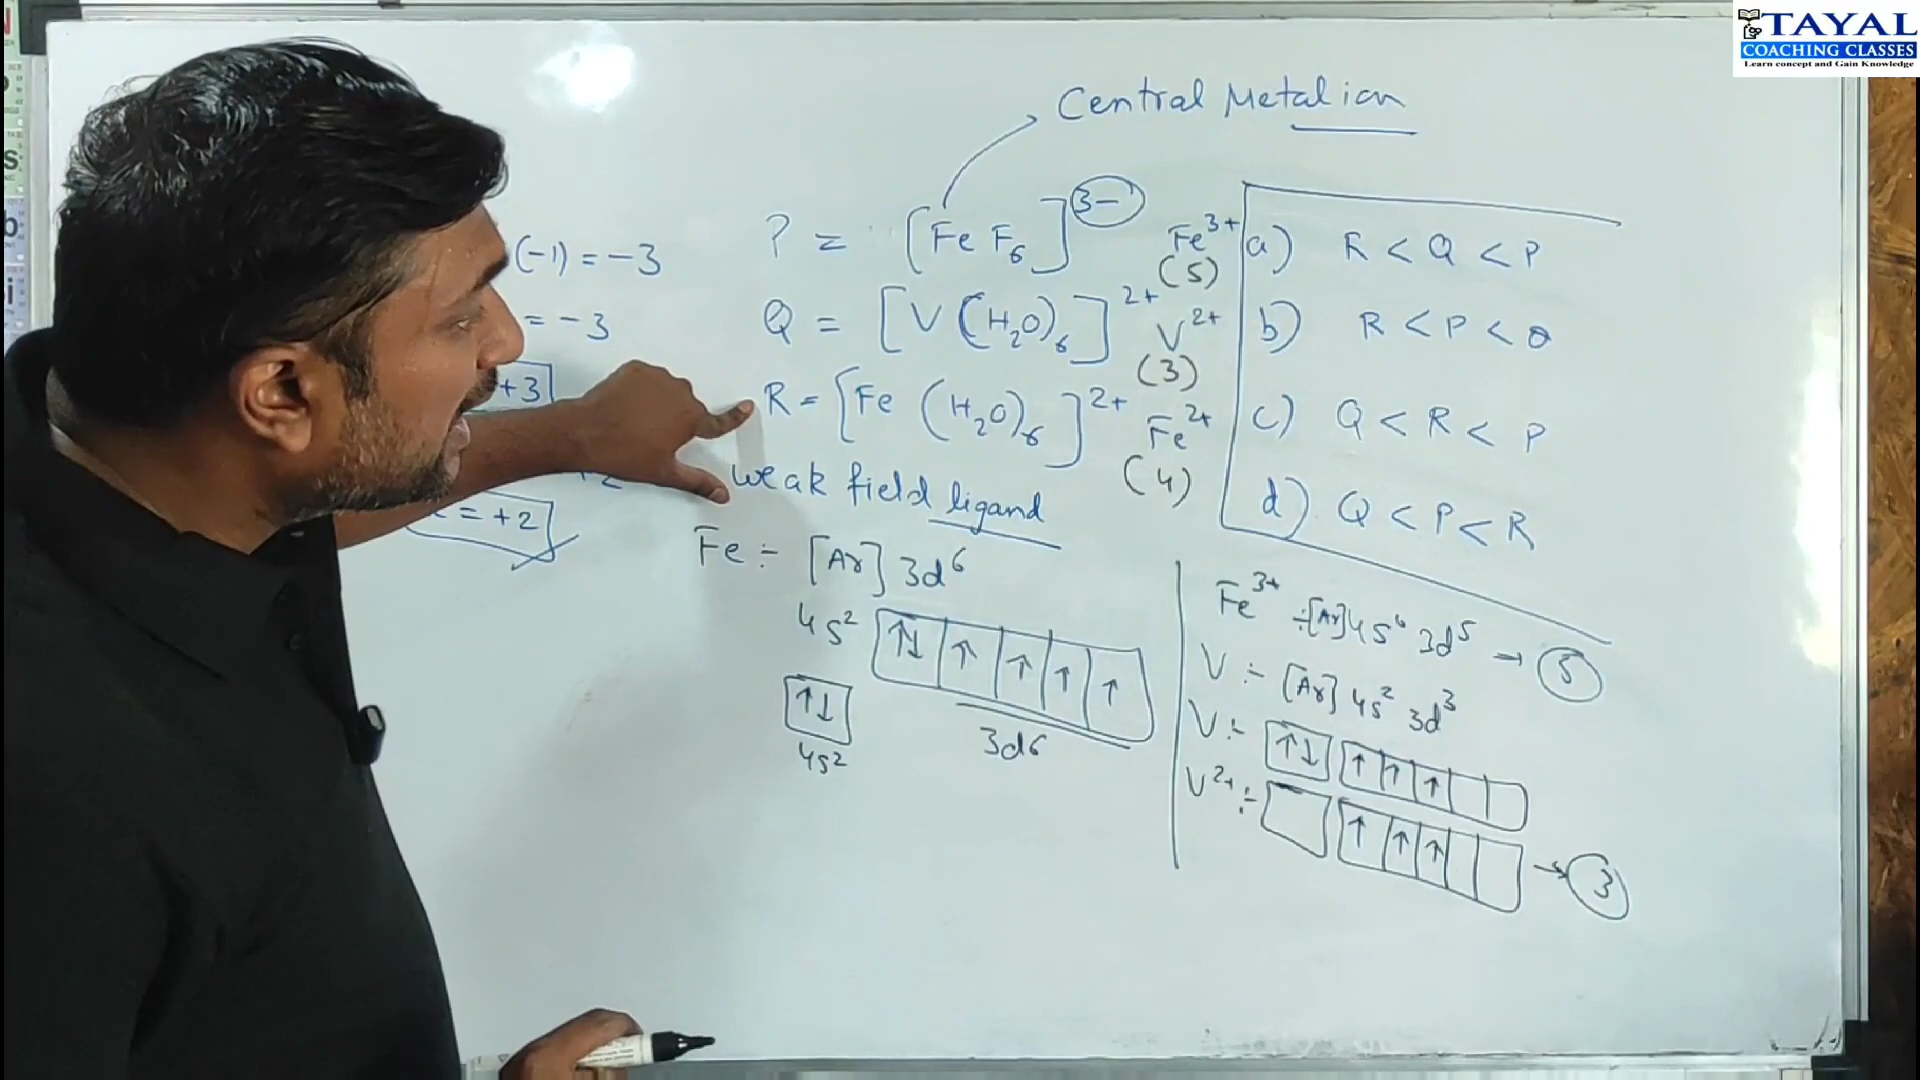 TAYAL
COACHING CLASSES
Learn concept and Gain Knowledge
Central Metal ion
P = [Fe F6]3- Fe3+ (5)
Q = [V (H2O)6]2+ V2+ (3)
R = [Fe (H2O)6]2+ Fe2+ (4)
weak field ligand
(-1) = -3
= -3
+3
= +2
a) R < Q < P
b) R < P < Q
c) Q < R < P
d) Q < P < R
Fe :- [Ar] 3d6
4s2
↑↓ ↑ ↑ ↑ ↑
↑↓
4s2
3d6
Fe3+ :- [Ar] 4s0 3d5 → 5
V :- [Ar] 4s2 3d3
V :- ↑↓ ↑ ↑ ↑
V2+ :- ↑ ↑ ↑ → 3